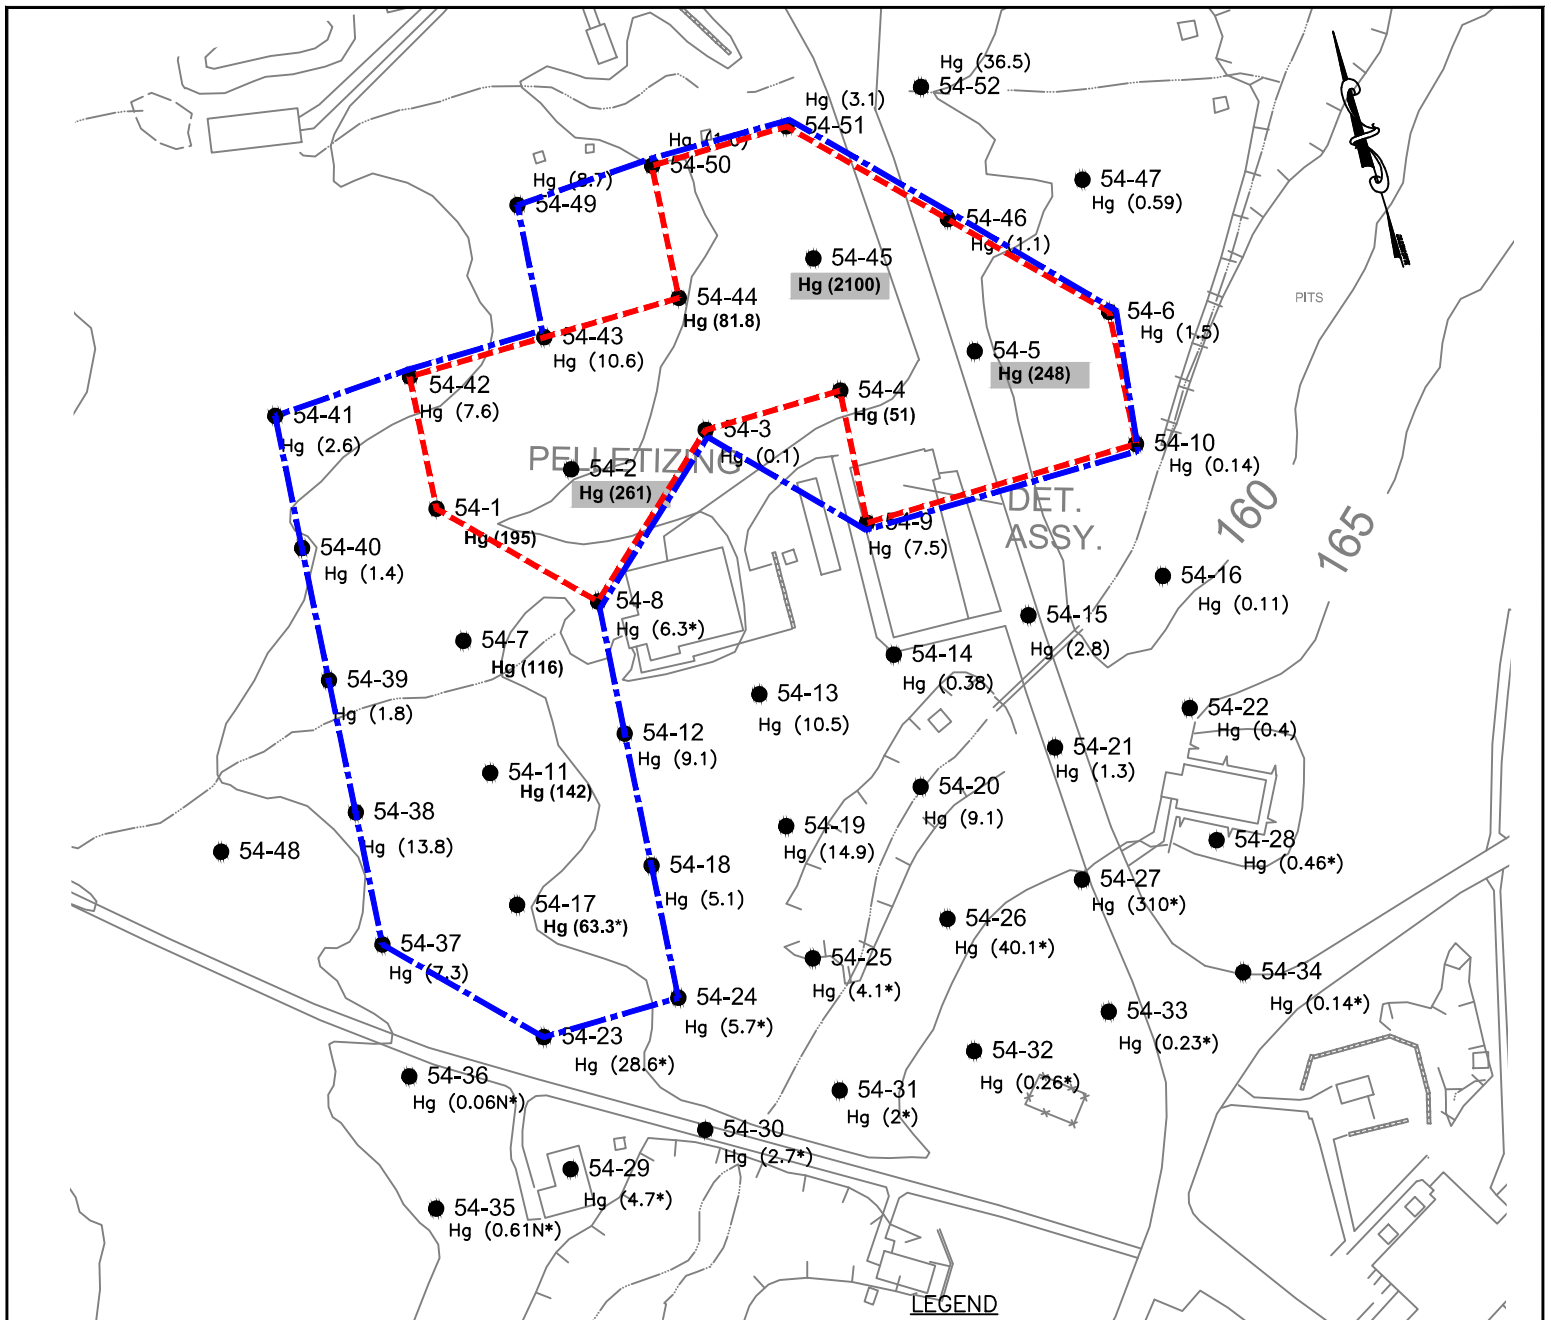 Hg (36.5)
54-52
Hg (3.1)
54-51
Hg (1.6)
54-50
Hg (8.7)
54-49
54-47
Hg (0.59)
54-46
Hg (1.1)
54-45
Hg (2100)
54-44
Hg (81.8)
54-6
Hg (1.5)
PITS
54-43
Hg (10.6)
54-5
Hg (248)
54-42
Hg (7.6)
54-4
Hg (51)
54-41
Hg (2.6)
54-3
Hg (0.1)
54-10
Hg (0.14)
PELLETIZING
54-2
Hg (261)
54-1
Hg (195)
DET.
ASSY.
160
165
54-9
Hg (7.5)
54-40
Hg (1.4)
54-16
Hg (0.11)
54-8
Hg (6.3*)
54-15
Hg (2.8)
54-7
Hg (116)
54-14
Hg (0.38)
54-39
Hg (1.8)
54-13
Hg (10.5)
54-22
Hg (0.4)
54-12
Hg (9.1)
54-21
Hg (1.3)
54-11
Hg (142)
54-20
Hg (9.1)
54-38
Hg (13.8)
54-19
Hg (14.9)
54-28
Hg (0.46*)
54-48
54-18
Hg (5.1)
54-27
Hg (310*)
54-17
Hg (63.3*)
54-26
Hg (40.1*)
54-37
Hg (7.3)
54-25
Hg (4.1*)
54-34
Hg (0.14*)
54-24
Hg (5.7*)
54-33
Hg (0.23*)
54-23
Hg (28.6*)
54-32
Hg (0.26*)
54-36
Hg (0.06N*)
54-31
Hg (2*)
54-30
Hg (2.7*)
54-29
Hg (4.7*)
54-35
Hg (0.61N*)
LEGEND